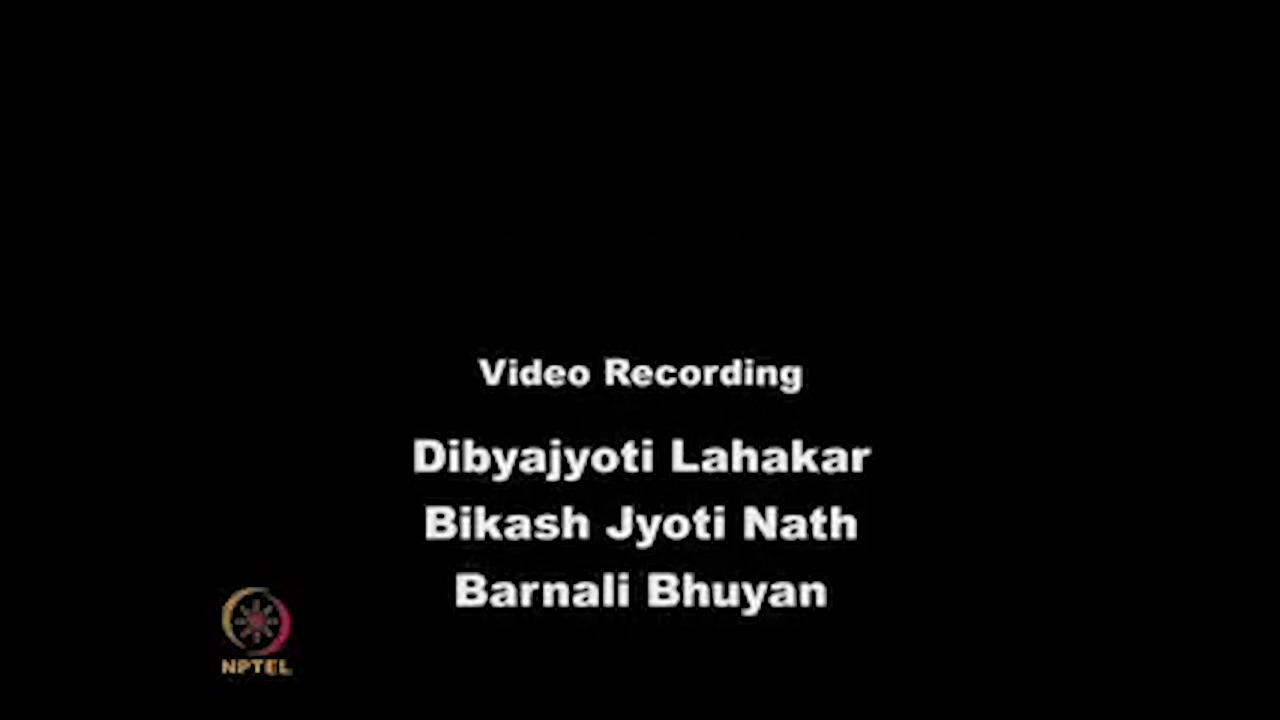 Video Recording
Dibyajyoti Lahakar
Bikash Jyoti Nath
Barnali Bhuyan
NPTEL